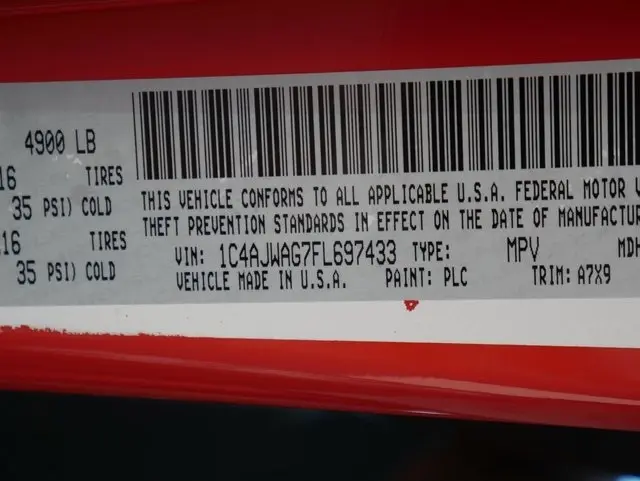 4900 LB
16 TIRES
35 PSI) COLD
16 TIRES
35 PSI) COLD
THIS VEHICLE CONFORMS TO ALL APPLICABLE U.S.A. FEDERAL MOTOR V
THEFT PREVENTION STANDARDS IN EFFECT ON THE DATE OF MANUFACTUR
VIN: 1C4AJWAG7FL697433 TYPE: MPV MDH
VEHICLE MADE IN U.S.A. PAINT: PLC TRIM: A7X9